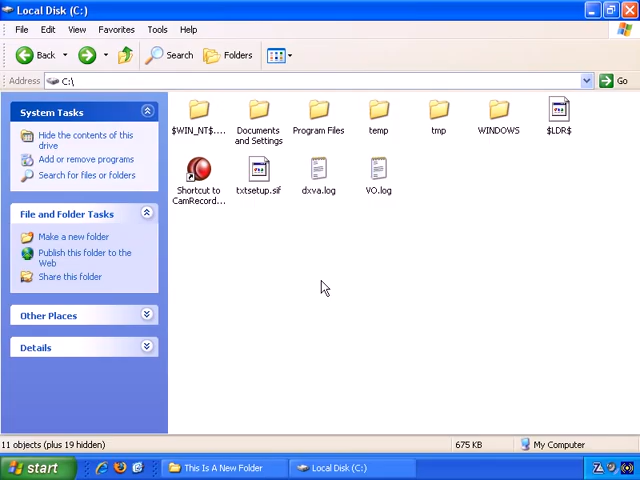 Local Disk (C:)
File Edit View Favorites Tools Help
Back Search Folders
Address C:\ Go
System Tasks
Hide the contents of this
drive
Add or remove programs
Search for files or folders
File and Folder Tasks
Make a new folder
Publish this folder to the
Web
Share this folder
Other Places
Details
$WIN_NT$....
Documents
and Settings
Program Files
temp
tmp
WINDOWS
$LDR$
Shortcut to
CamRecord...
txtsetup.sif
dxva.log
VO.log
11 objects (plus 19 hidden) 675 KB My Computer
start This Is A New Folder Local Disk (C:)